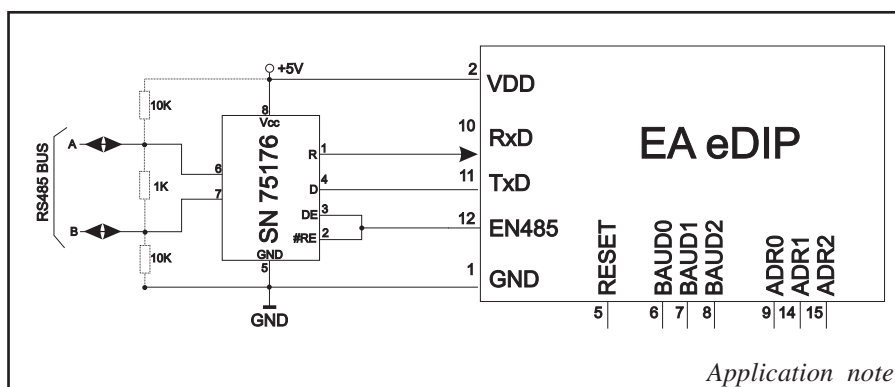 +5V
2
VDD
10K
8
Vcc
10
RxD
EA eDIP
RS485 BUS
A
6
R
1
SN 75176
11
TxD
1K
7
D
4
DE
3
12
EN485
B
#RE
2
10K
GND
5
1
GND
GND
RESET
BAUD0
BAUD1
BAUD2
ADR0
ADR1
ADR2
5
6
7
8
9
14
15
Application note